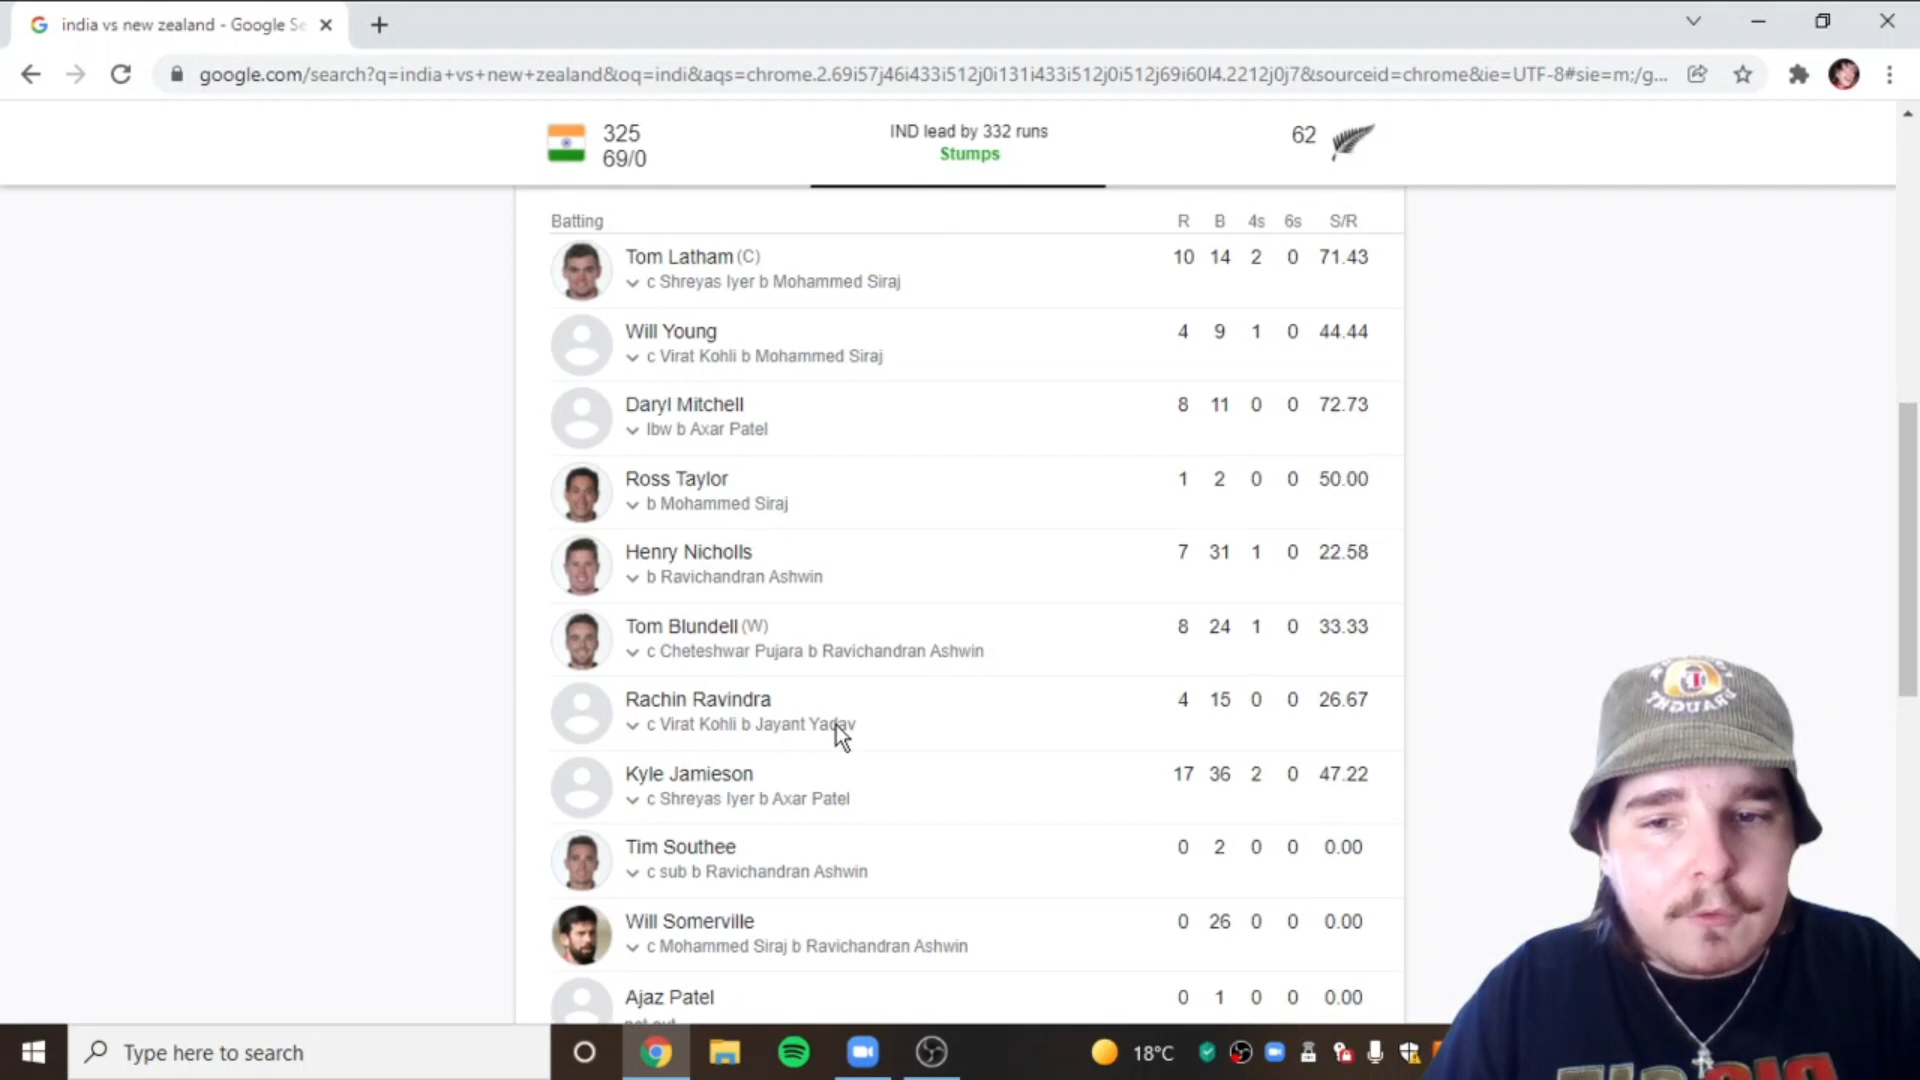 india vs new zealand - Google Se
google.com/search?q=india+vs+new+zealand&oq=indi&aqs=chrome.2.69i57j46i433i512j0i131i433i512j0i512j69i60l4.2212j0j7&sourceid=chrome&ie=UTF-8#sie=m;/g...
325
69/0
IND lead by 332 runs
Stumps
62
Batting R B 4s 6s S/R
Tom Latham (C) 10 14 2 0 71.43
c Shreyas Iyer b Mohammed Siraj
Will Young 4 9 1 0 44.44
c Virat Kohli b Mohammed Siraj
Daryl Mitchell 8 11 0 0 72.73
lbw b Axar Patel
Ross Taylor 1 2 0 0 50.00
b Mohammed Siraj
Henry Nicholls 7 31 1 0 22.58
b Ravichandran Ashwin
Tom Blundell (W) 8 24 1 0 33.33
c Cheteshwar Pujara b Ravichandran Ashwin
Rachin Ravindra 4 15 0 0 26.67
c Virat Kohli b Jayant Yadav
Kyle Jamieson 17 36 2 0 47.22
c Shreyas Iyer b Axar Patel
Tim Southee 0 2 0 0 0.00
c sub b Ravichandran Ashwin
Will Somerville 0 26 0 0 0.00
c Mohammed Siraj b Ravichandran Ashwin
Ajaz Patel 0 1 0 0 0.00
not out
Type here to search
18°C